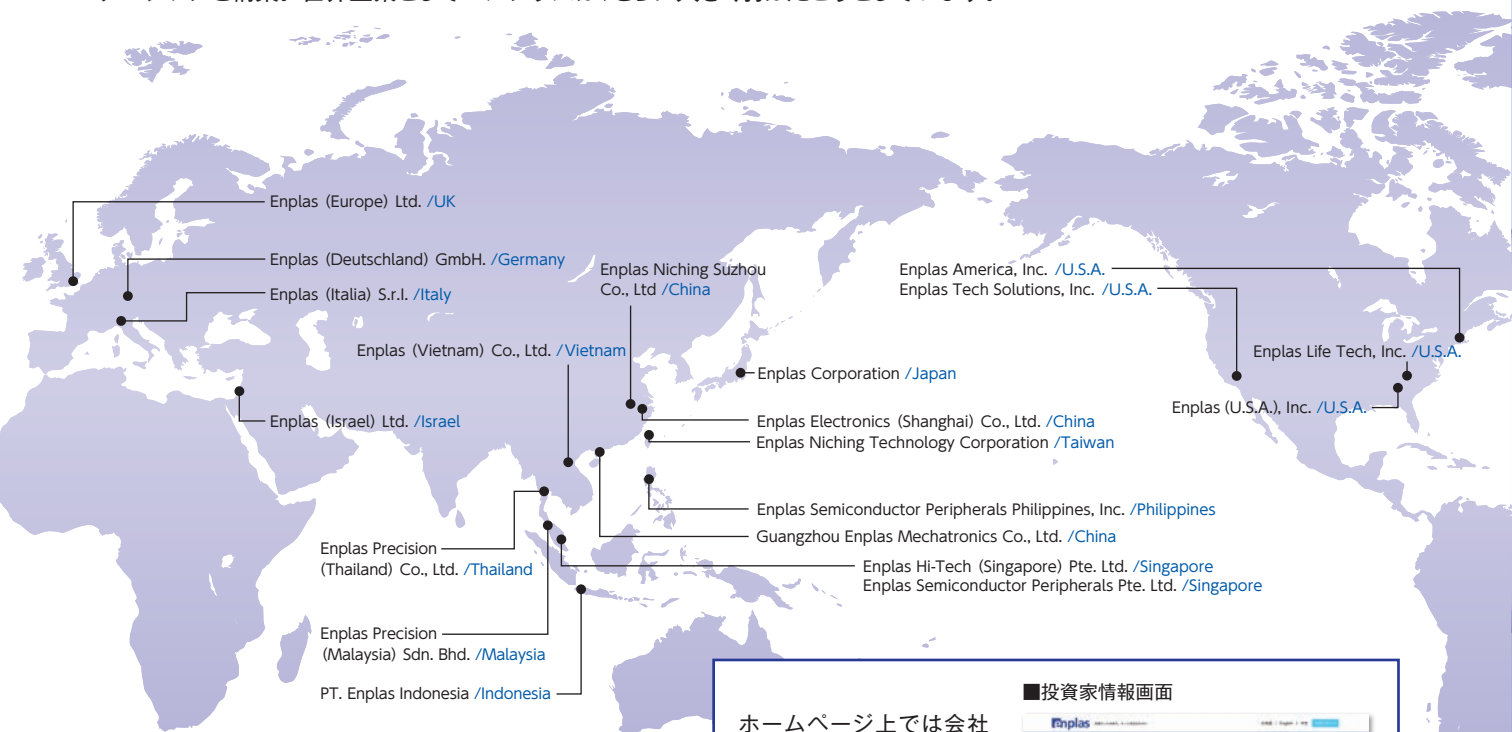 Enplas (Europe) Ltd. /UK
Enplas (Deutschland) GmbH. /Germany
Enplas (Italia) S.r.l. /Italy
Enplas Niching Suzhou
Co., Ltd /China
Enplas America, Inc. /U.S.A.
Enplas Tech Solutions, Inc. /U.S.A.
Enplas (Vietnam) Co., Ltd. /Vietnam
Enplas Life Tech, Inc. /U.S.A.
Enplas Corporation /Japan
Enplas (U.S.A.), Inc. /U.S.A.
Enplas (Israel) Ltd. /Israel
Enplas Electronics (Shanghai) Co., Ltd. /China
Enplas Niching Technology Corporation /Taiwan
Enplas Semiconductor Peripherals Philippines, Inc. /Philippines
Guangzhou Enplas Mechatronics Co., Ltd. /China
Enplas Precision
(Thailand) Co., Ltd. /Thailand
Enplas Hi-Tech (Singapore) Pte. Ltd. /Singapore
Enplas Semiconductor Peripherals Pte. Ltd. /Singapore
Enplas Precision
(Malaysia) Sdn. Bhd. /Malaysia
PT. Enplas Indonesia /Indonesia
■投資家情報画面
ホームページ上では会社
Enplas